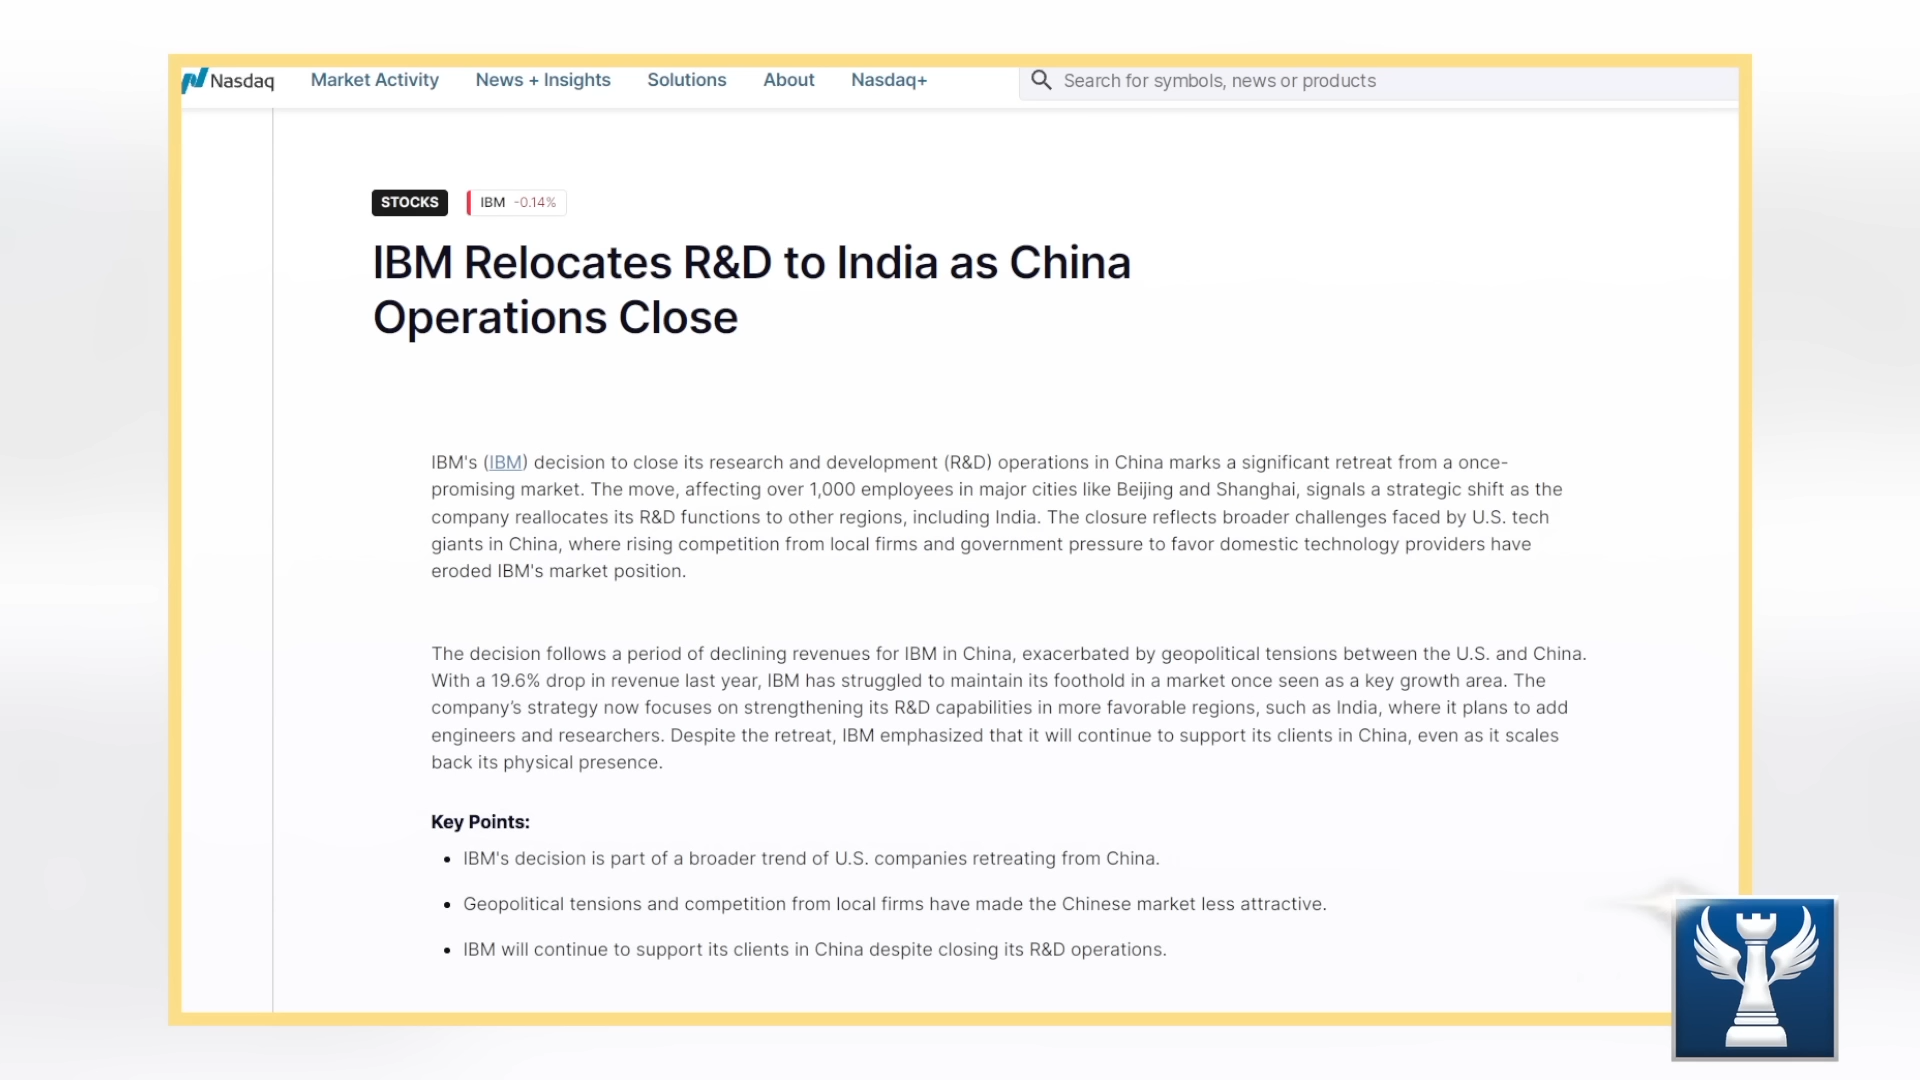 Nasdaq Market Activity News + Insights Solutions About Nasdaq+ Search for symbols, news or products
STOCKS IBM -0.14%
IBM Relocates R&D to India as China
Operations Close
IBM's (IBM) decision to close its research and development (R&D) operations in China marks a significant retreat from a once-
promising market. The move, affecting over 1,000 employees in major cities like Beijing and Shanghai, signals a strategic shift as the
company reallocates its R&D functions to other regions, including India. The closure reflects broader challenges faced by U.S. tech
giants in China, where rising competition from local firms and government pressure to favor domestic technology providers have
eroded IBM's market position.
The decision follows a period of declining revenues for IBM in China, exacerbated by geopolitical tensions between the U.S. and China.
With a 19.6% drop in revenue last year, IBM has struggled to maintain its foothold in a market once seen as a key growth area. The
company’s strategy now focuses on strengthening its R&D capabilities in more favorable regions, such as India, where it plans to add
engineers and researchers. Despite the retreat, IBM emphasized that it will continue to support its clients in China, even as it scales
back its physical presence.
Key Points:
• IBM's decision is part of a broader trend of U.S. companies retreating from China.
• Geopolitical tensions and competition from local firms have made the Chinese market less attractive.
• IBM will continue to support its clients in China despite closing its R&D operations.